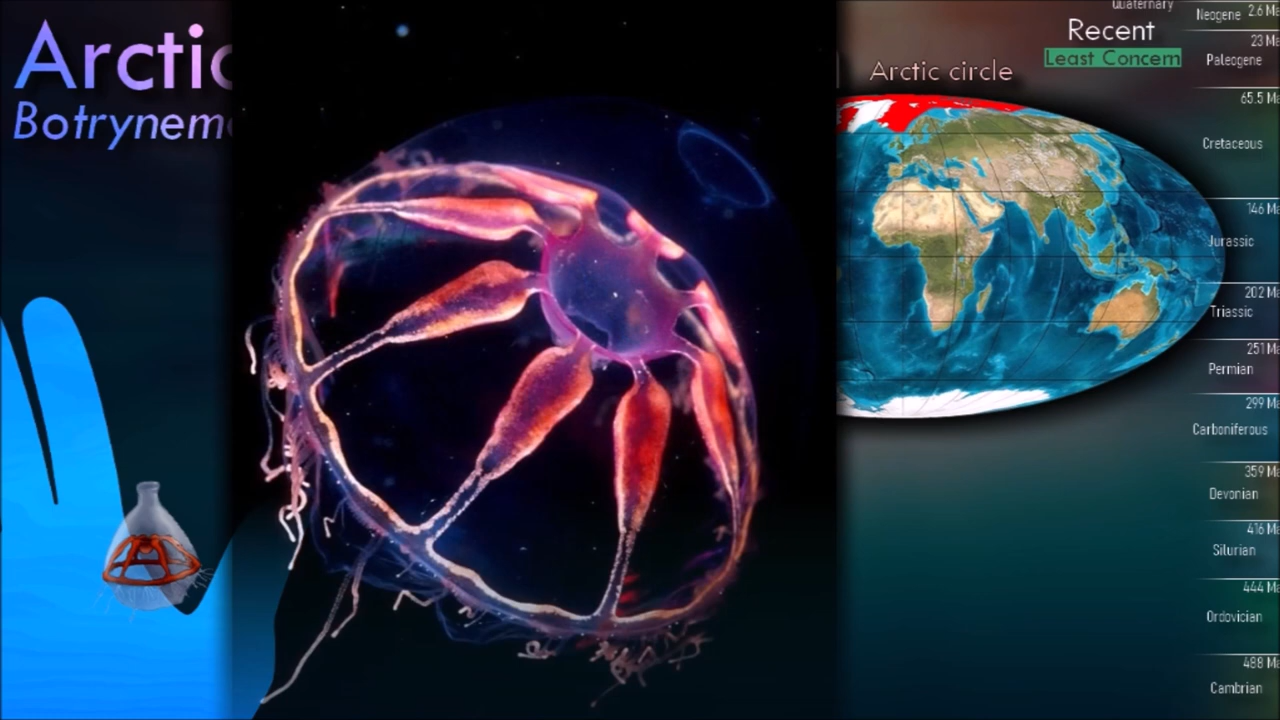 Arctic
Botrynem
Arctic circle
quaternary
Recent
Least Concern
Neogene
2.6 Ma
23 Ma
Paleogene
65.5 Ma
Cretaceous
146 Ma
Jurassic
202 Ma
Triassic
251 Ma
Permian
299 Ma
Carboniferous
359 Ma
Devonian
416 Ma
Silurian
444 Ma
Ordovician
488 Ma
Cambrian